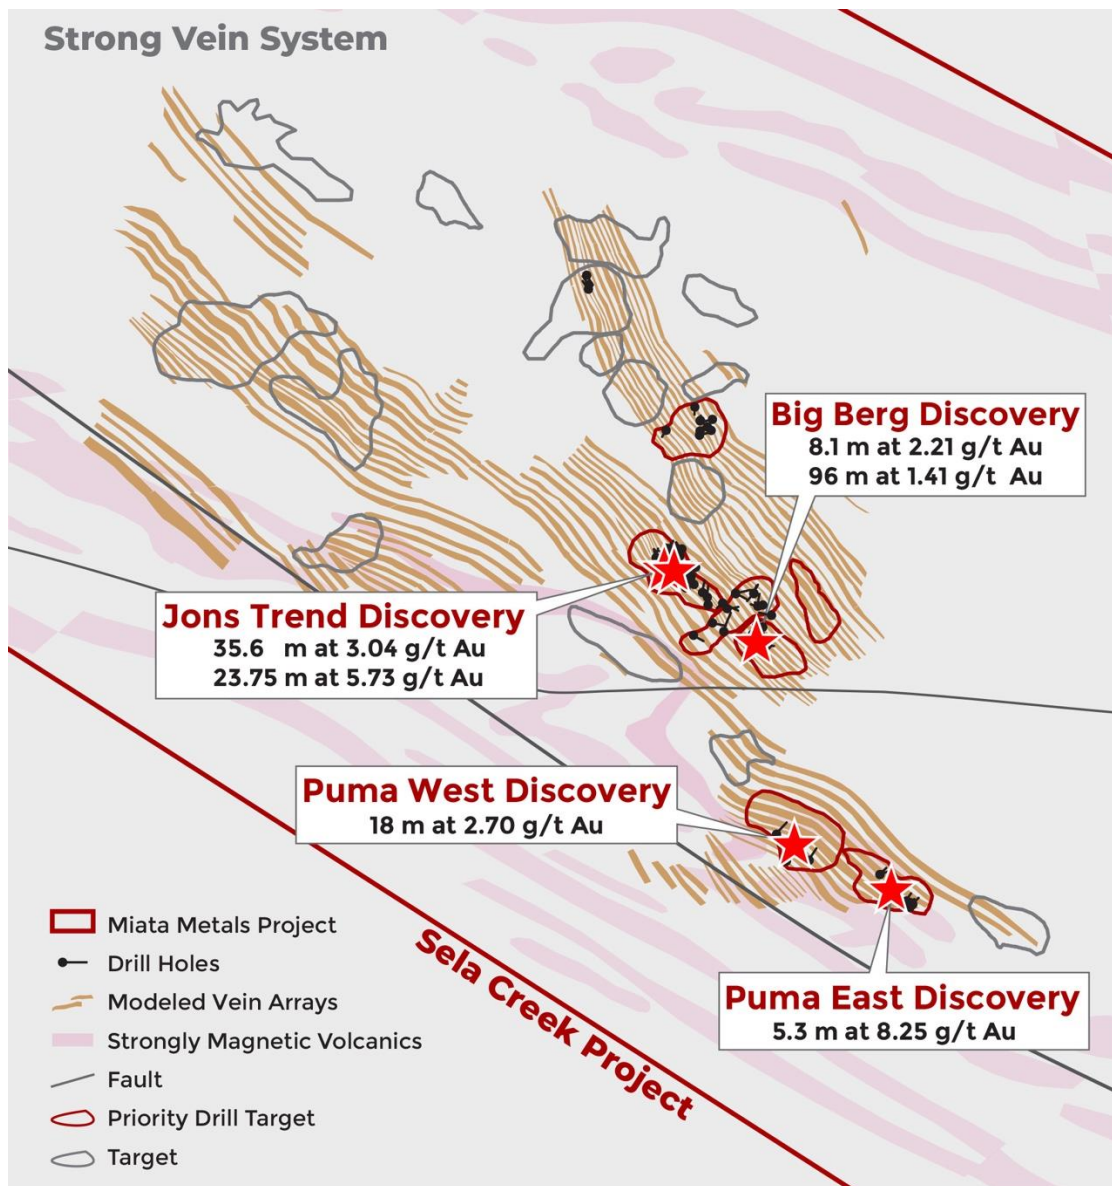 Strong Vein System
Big Berg Discovery
8.1 m at 2.21 g/t Au
96 m at 1.41 g/t Au
Jons Trend Discovery
35.6 m at 3.04 g/t Au
23.75 m at 5.73 g/t Au
Puma West Discovery
18 m at 2.70 g/t Au
Puma East Discovery
5.3 m at 8.25 g/t Au
Sela Creek Project
Miata Metals Project
Drill Holes
Modeled Vein Arrays
Strongly Magnetic Volcanics
Fault
Priority Drill Target
Target